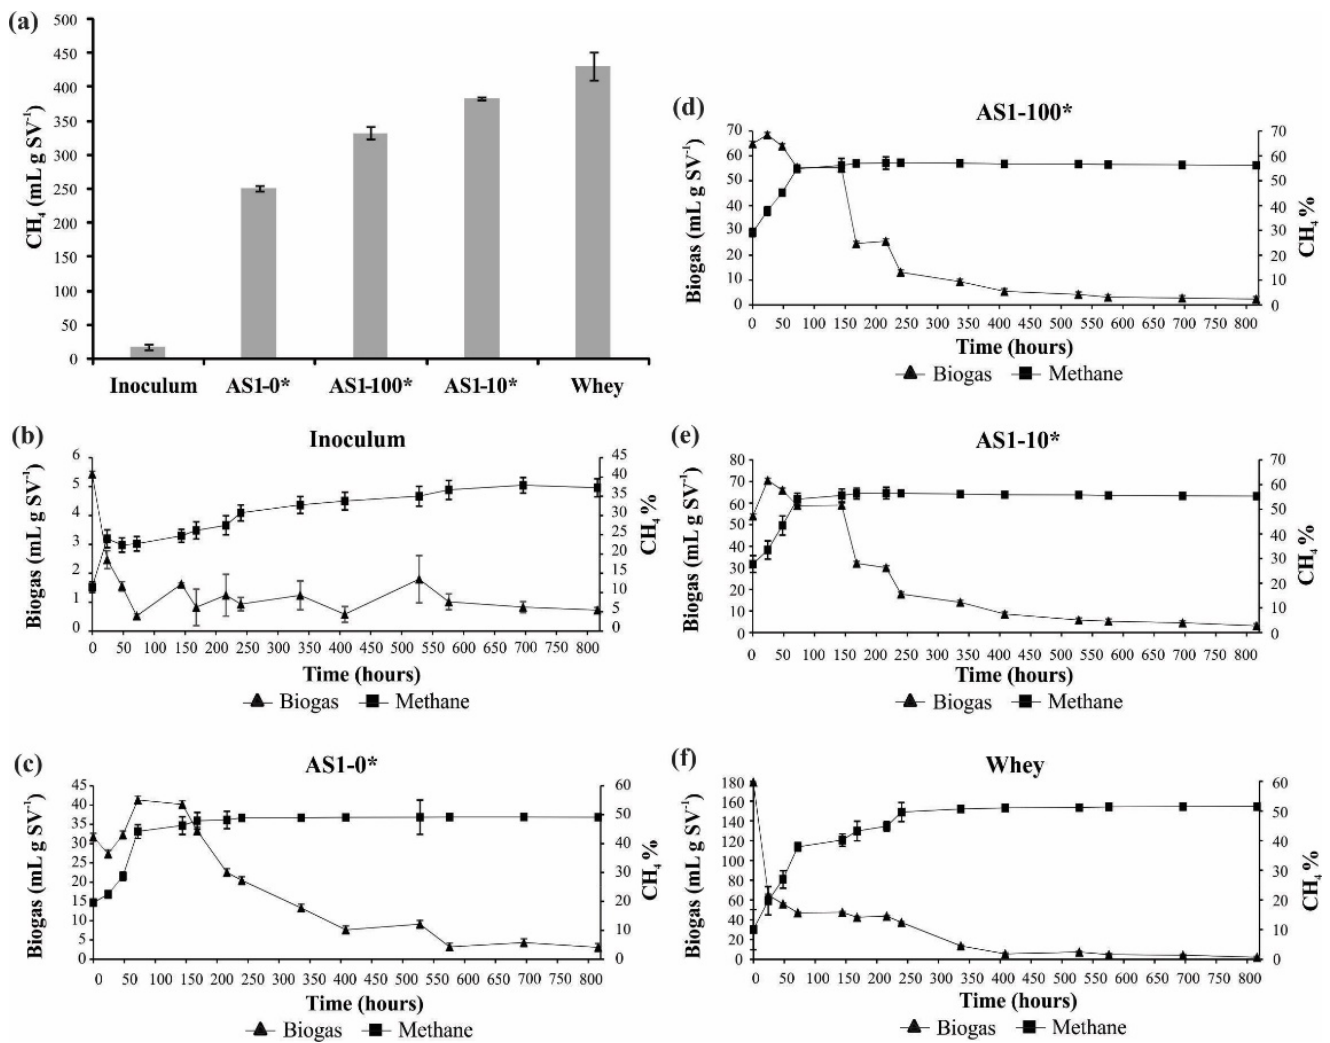 (a)
500
450
400
350
300
250
200
150
100
50
0
CH₄ (mL g SV⁻¹)
Inoculum AS1-0* AS1-100* AS1-10* Whey
(b)
Inoculum
6
5
4
3
2
1
0
Biogas (mL g SV⁻¹)
45
40
35
30
25
20
15
10
5
0
CH₄ %
0 50 100 150 200 250 300 350 400 450 500 550 600 650 700 750 800
Time (hours)
Biogas Methane
(c)
AS1-0*
45
40
35
30
25
20
15
10
5
0
Biogas (mL g SV⁻¹)
60
50
40
30
20
10
0
CH₄ %
0 50 100 150 200 250 300 350 400 450 500 550 600 650 700 750 800
Time (hours)
Biogas Methane
(d)
AS1-100*
70
60
50
40
30
20
10
0
Biogas (mL g SV⁻¹)
70
60
50
40
30
20
10
0
CH₄ %
0 50 100 150 200 250 300 350 400 450 500 550 600 650 700 750 800
Time (hours)
Biogas Methane
(e)
AS1-10*
80
70
60
50
40
30
20
10
0
Biogas (mL g SV⁻¹)
70
60
50
40
30
20
10
0
CH₄ %
0 50 100 150 200 250 300 350 400 450 500 550 600 650 700 750 800
Time (hours)
Biogas Methane
(f)
Whey
180
160
140
120
100
80
60
40
20
0
Biogas (mL g SV⁻¹)
60
50
40
30
20
10
0
CH₄ %
0 50 100 150 200 250 300 350 400 450 500 550 600 650 700 750 800
Time (hours)
Biogas Methane